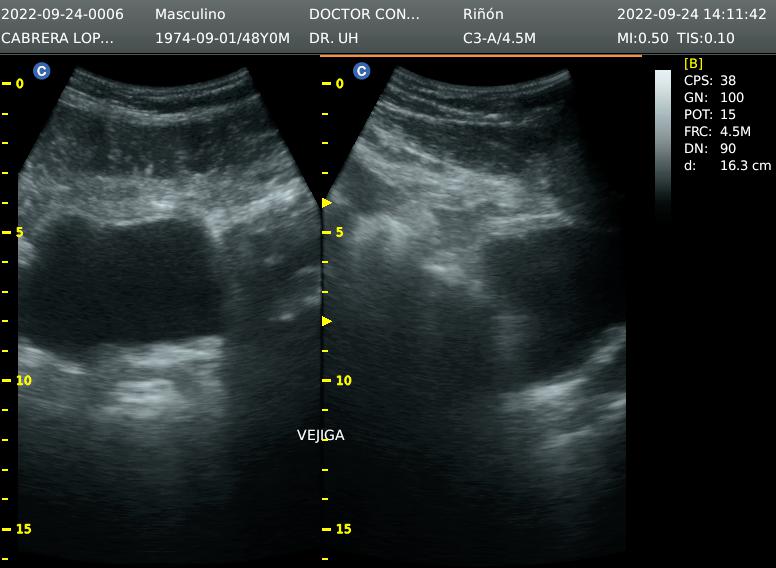 2022-09-24-0006 Masculino DOCTOR CON... Riñón 2022-09-24 14:11:42
CABRERA LOP... 1974-09-01/48Y0M DR. UH C3-A/4.5M MI:0.50 TIS:0.10
C C
[B]
CPS: 38
GN: 100
POT: 15
FRC: 4.5M
DN: 90
d: 16.3 cm
0 0
5 5
10 10
VEJIGA
15 15